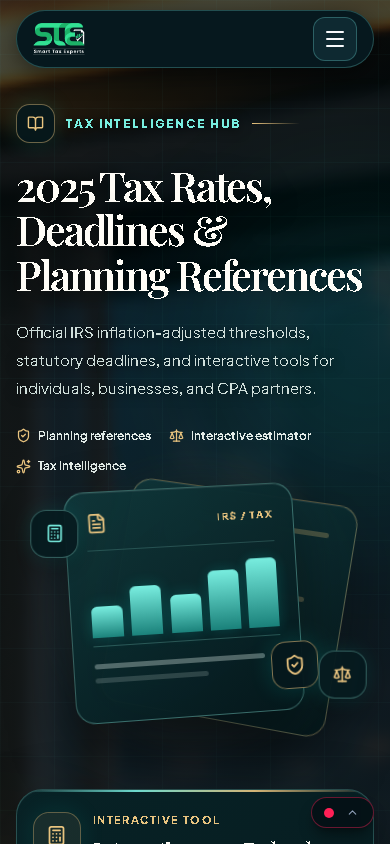 STE
Smart Tax Experts
TAX INTELLIGENCE HUB
2025 Tax Rates,
Deadlines &
Planning References
Official IRS inflation-adjusted thresholds,
statutory deadlines, and interactive tools for
individuals, businesses, and CPA partners.
Planning references
Interactive estimator
Tax intelligence
IRS / TAX
INTERACTIVE TOOL